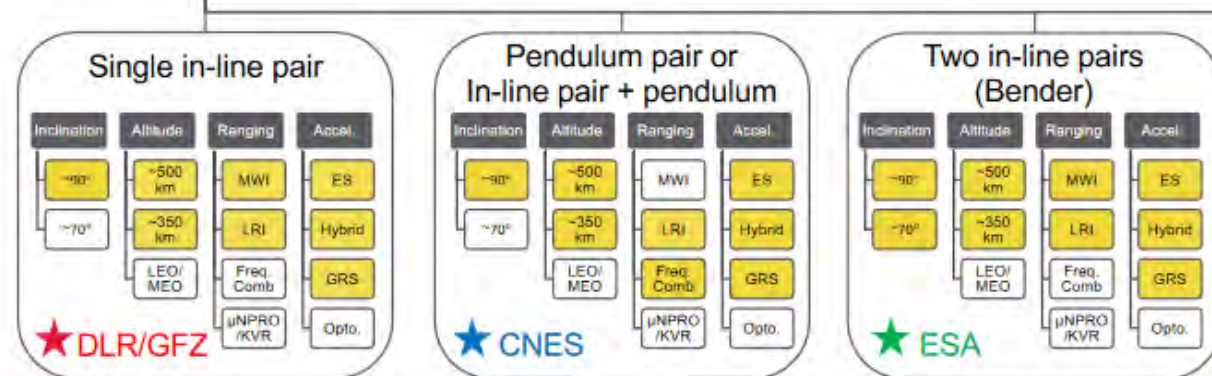 Single in-line pair
Inclination Altitude Ranging Accel.
~90° ~500 km MWI ES
~70° ~350 km LRI Hybrid
LEO/ MEO Freq. Comb GRS
µNPRO /KVR Opto.
DLR/GFZ
Pendulum pair or
In-line pair + pendulum
Inclination Altitude Ranging Accel.
~90° ~500 km MWI ES
~70° ~350 km LRI Hybrid
LEO/ MEO Freq. Comb GRS
µNPRO /KVR Opto.
CNES
Two in-line pairs
(Bender)
Inclination Altitude Ranging Accel.
~90° ~500 km MWI ES
~70° ~350 km LRI Hybrid
LEO/ MEO Freq. Comb GRS
µNPRO /KVR Opto.
ESA